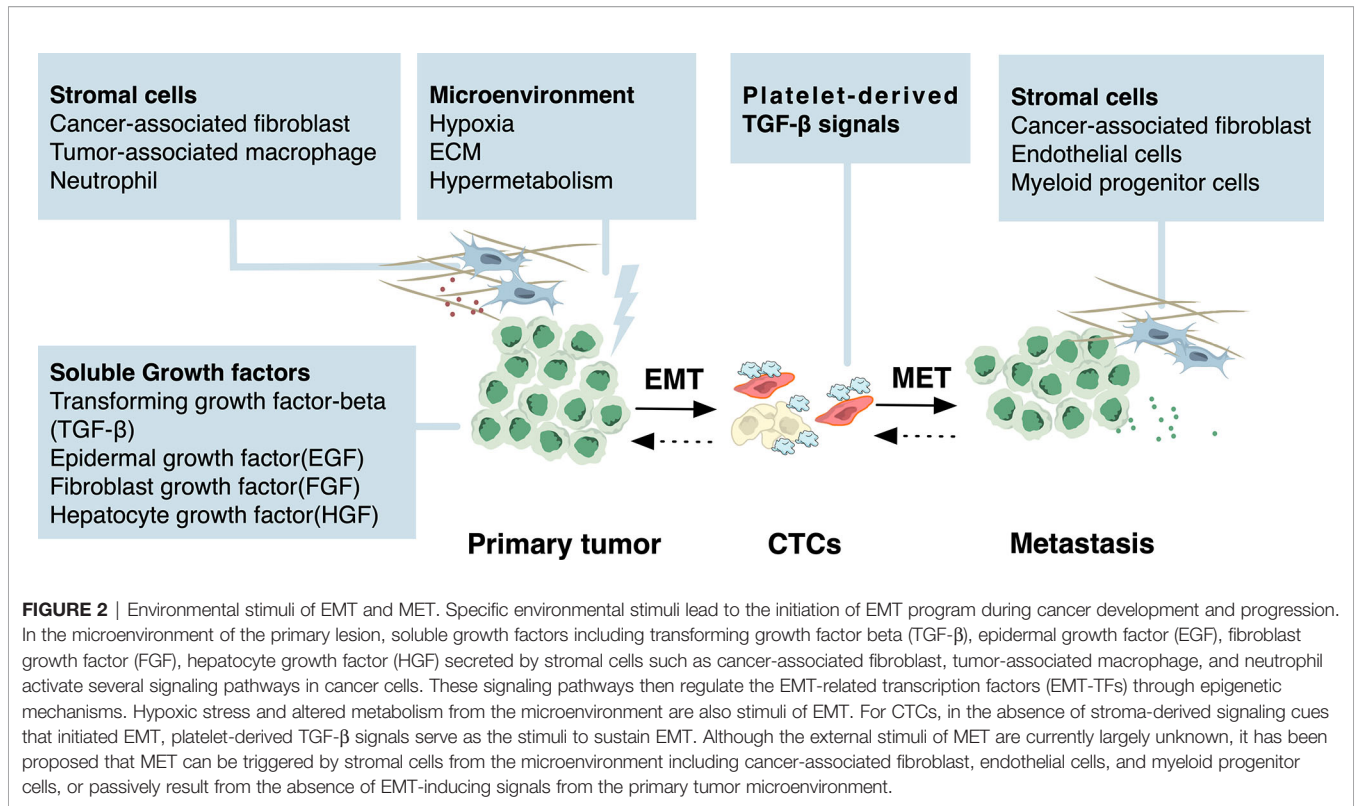 Stromal cells
Cancer-associated fibroblast
Tumor-associated macrophage
Neutrophil
Microenvironment
Hypoxia
ECM
Hypermetabolism
Platelet-derived
TGF-β signals
Stromal cells
Cancer-associated fibroblast
Endothelial cells
Myeloid progenitor cells
Soluble Growth factors
Transforming growth factor-beta
(TGF-β)
Epidermal growth factor(EGF)
Fibroblast growth factor(FGF)
Hepatocyte growth factor(HGF)
EMT
MET
Primary tumor
CTCs
Metastasis
FIGURE 2 | Environmental stimuli of EMT and MET. Specific environmental stimuli lead to the initiation of EMT program during cancer development and progression.
In the microenvironment of the primary lesion, soluble growth factors including transforming growth factor beta (TGF-β), epidermal growth factor (EGF), fibroblast
growth factor (FGF), hepatocyte growth factor (HGF) secreted by stromal cells such as cancer-associated fibroblast, tumor-associated macrophage, and neutrophil
activate several signaling pathways in cancer cells. These signaling pathways then regulate the EMT-related transcription factors (EMT-TFs) through epigenetic
mechanisms. Hypoxic stress and altered metabolism from the microenvironment are also stimuli of EMT. For CTCs, in the absence of stroma-derived signaling cues
that initiated EMT, platelet-derived TGF-β signals serve as the stimuli to sustain EMT. Although the external stimuli of MET are currently largely unknown, it has been
proposed that MET can be triggered by stromal cells from the microenvironment including cancer-associated fibroblast, endothelial cells, and myeloid progenitor
cells, or passively result from the absence of EMT-inducing signals from the primary tumor microenvironment.